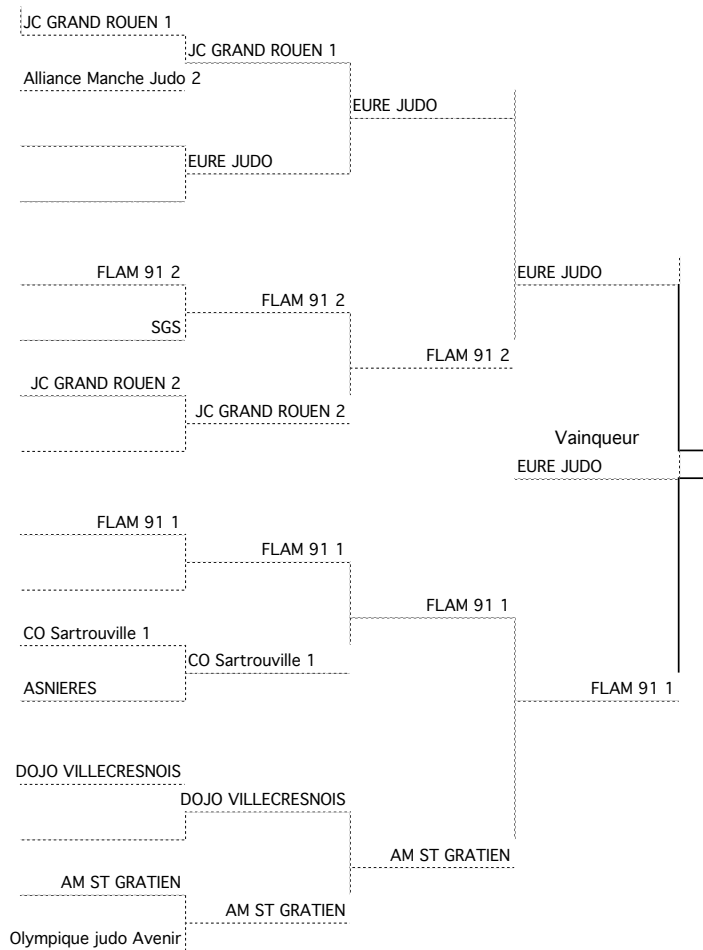 JC GRAND ROUEN 1
JC GRAND ROUEN 1
Alliance Manche Judo 2
EURE JUDO
EURE JUDO
FLAM 91 2
EURE JUDO
FLAM 91 2
SGS
FLAM 91 2
JC GRAND ROUEN 2
JC GRAND ROUEN 2
Vainqueur
EURE JUDO
FLAM 91 1
FLAM 91 1
FLAM 91 1
CO Sartrouville 1
CO Sartrouville 1
ASNIERES
FLAM 91 1
DOJO VILLECRESNOIS
DOJO VILLECRESNOIS
AM ST GRATIEN
AM ST GRATIEN
AM ST GRATIEN
Olympique judo Avenir